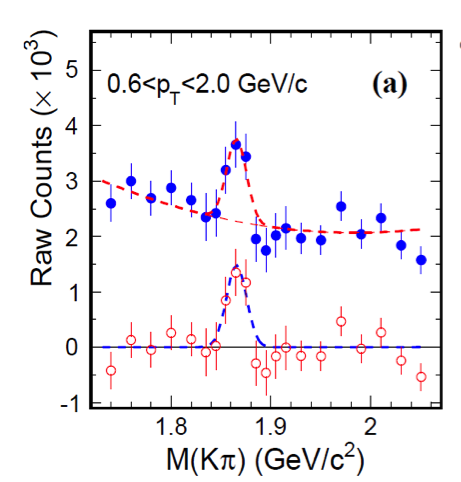 Raw Counts (× 10³)
5
4
3
2
1
0
-1
0.6<p_T<2.0 GeV/c
(a)
1.8
1.9
2
M(Kπ) (GeV/c²)